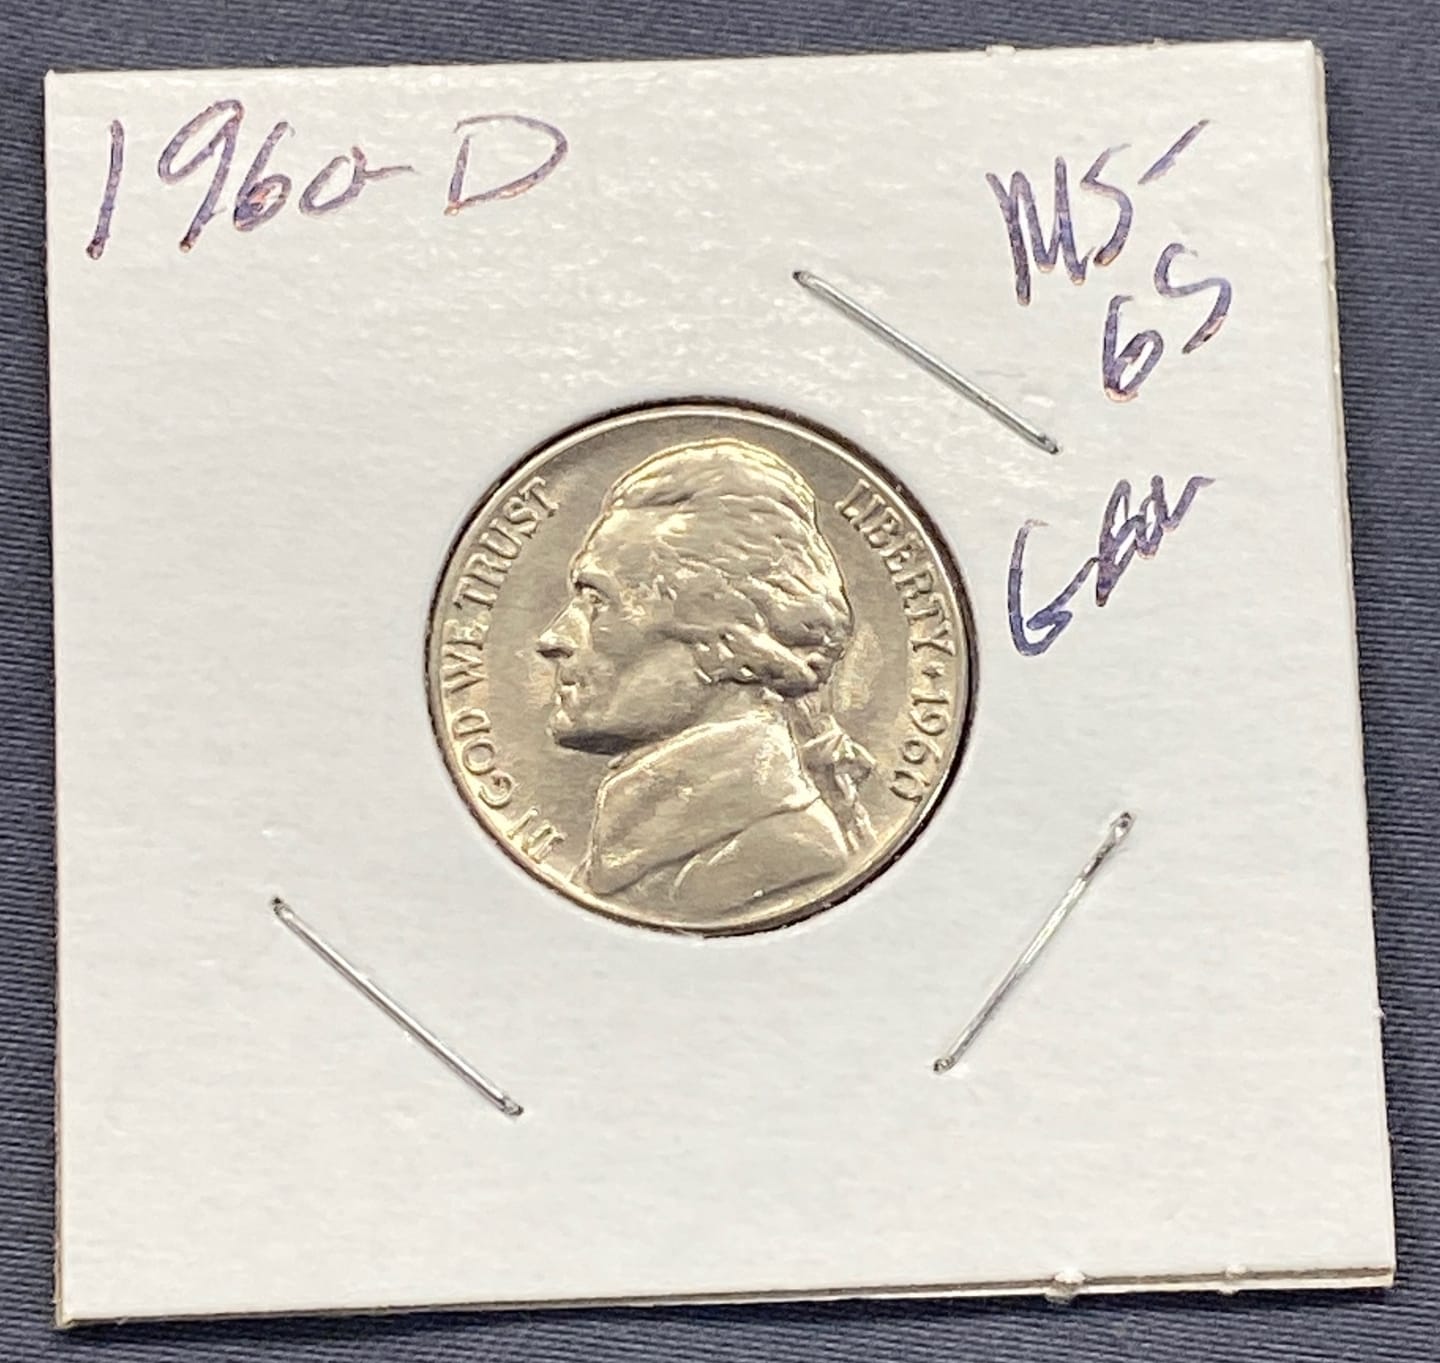 1960-D
MS-
65
Gem
IN GOD WE TRUST
LIBERTY ★ 1960